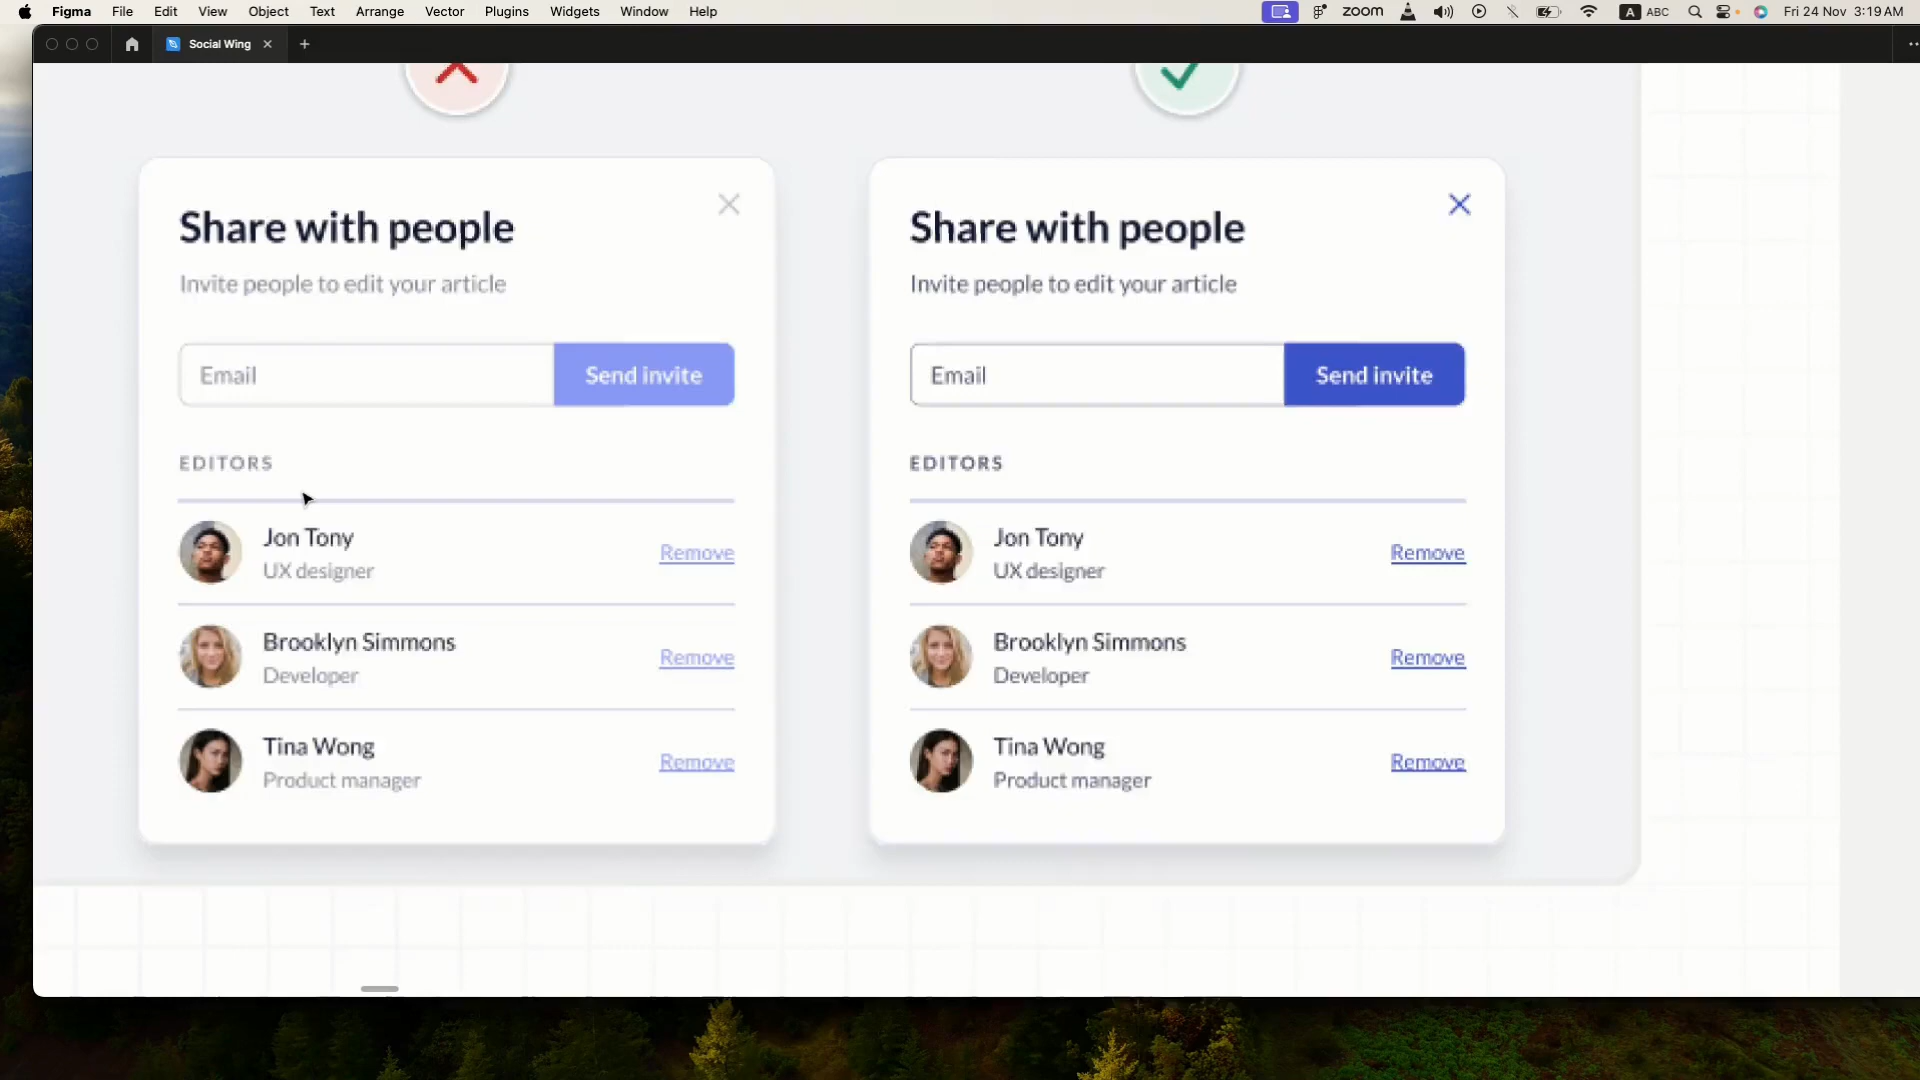 Figma File Edit View Object Text Arrange Vector Plugins Widgets Window Help zoom A ABC Fri 24 Nov 3:19 AM
Social Wing
Share with people
Invite people to edit your article
Email Send invite
EDITORS
Jon Tony
UX designer
Remove
Brooklyn Simmons
Developer
Remove
Tina Wong
Product manager
Remove
Share with people
Invite people to edit your article
Email Send invite
EDITORS
Jon Tony
UX designer
Remove
Brooklyn Simmons
Developer
Remove
Tina Wong
Product manager
Remove